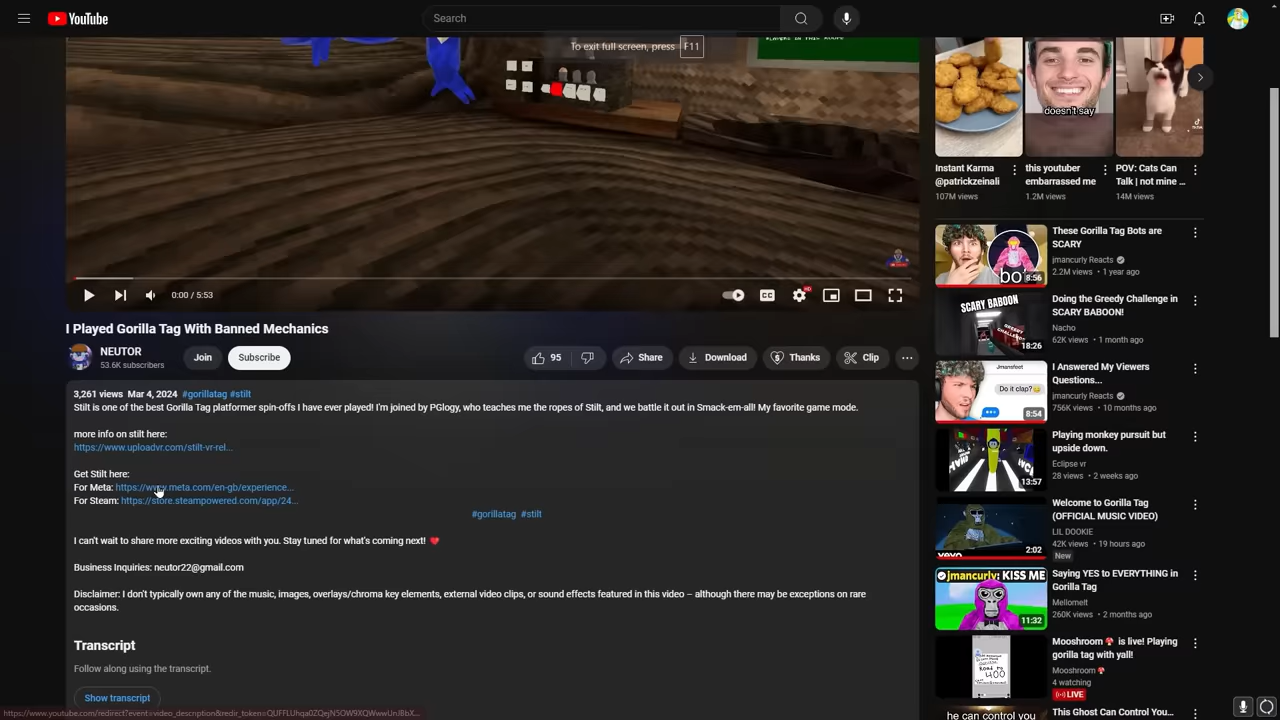 YouTube
Search
To exit full screen, press F11
PLAYERS IN THIS ROOM
doesn't say
Instant Karma
@patrickzeinali
107M views
this youtuber
embarrassed me
1.2M views
POV: Cats Can
Talk | not mine ...
14M views
0:00 / 5:53
CC
HD
I Played Gorilla Tag With Banned Mechanics
NEUTOR
53.6K subscribers
Join
Subscribe
95
Share
Download
Thanks
Clip
3,261 views Mar 4, 2024 #gorillatag #stilt
Stilt is one of the best Gorilla Tag platformer spin-offs I have ever played! I'm joined by PGlogy, who teaches me the ropes of Stilt, and we battle it out in Smack-em-all! My favorite game mode.
more info on stilt here:
https://www.uploadvr.com/stilt-vr-rel...
Get Stilt here:
For Meta: https://www.meta.com/en-gb/experience...
For Steam: https://store.steampowered.com/app/24...
#gorillatag #stilt
I can't wait to share more exciting videos with you. Stay tuned for what's coming next! ❤️
Business Inquiries: neutor22@gmail.com
Disclaimer: I don't typically own any of the music, images, overlays/chroma key elements, external video clips, or sound effects featured in this video – although there may be exceptions on rare
occasions.
Transcript
Follow along using the transcript.
Show transcript
bo
8:56
These Gorilla Tag Bots are
SCARY
jmancurly Reacts
2.2M views • 1 year ago
SCARY BABOON
GREEDY
CHALLENGE
18:26
Doing the Greedy Challenge in
SCARY BABOON!
Nacho
62K views • 1 month ago
Jmansfeet
Do it clap?
8:54
I Answered My Viewers
Questions...
jmancurly Reacts
756K views • 10 months ago
13:57
Playing monkey pursuit but
upside down.
Eclipse vr
28 views • 2 weeks ago
vevo
2:02
Welcome to Gorilla Tag
(OFFICIAL MUSIC VIDEO)
LIL DOOKIE
42K views • 19 hours ago
New
jmancurly: KISS ME
11:32
Saying YES to EVERYTHING in
Gorilla Tag
Mellomelt
260K views • 2 months ago
Road to
400
Mooshroom 🍄 is live! Playing
gorilla tag with yall!
Mooshroom 🍄
4 watching
LIVE
he can control you
This Ghost Can Control You...